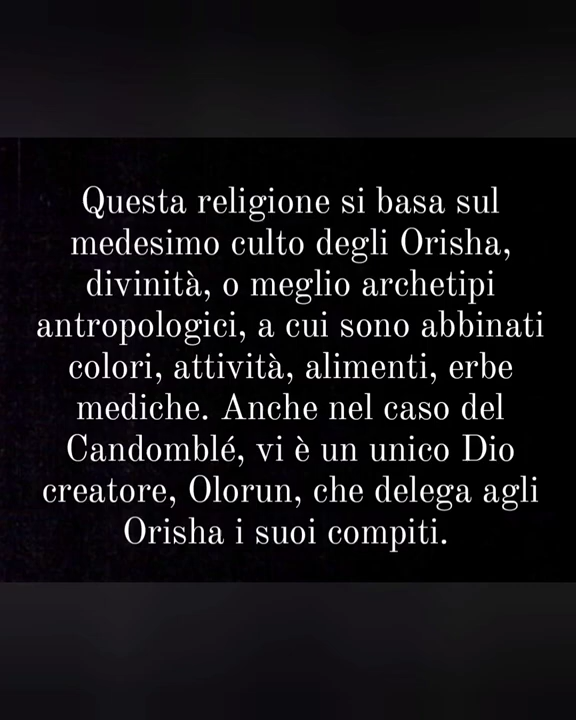 Questa religione si basa sul
medesimo culto degli Orisha,
divinità, o meglio archetipi
antropologici, a cui sono abbinati
colori, attività, alimenti, erbe
mediche. Anche nel caso del
Candomblé, vi è un unico Dio
creatore, Olorun, che delega agli
Orisha i suoi compiti.